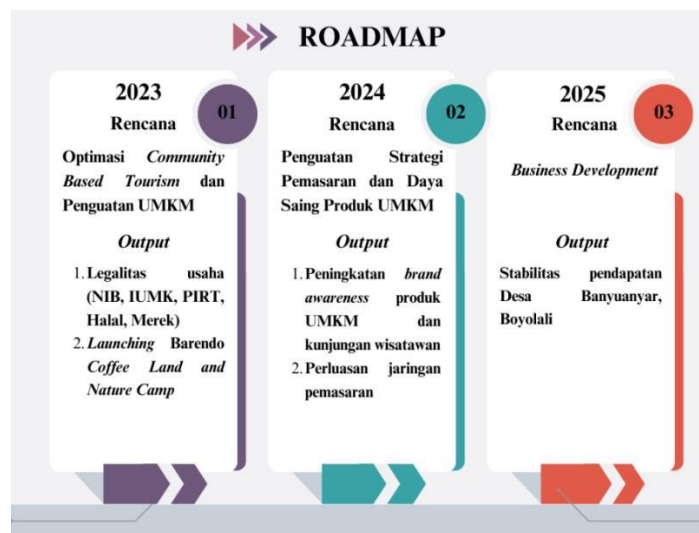 ROADMAP
2023
01
Rencana
Optimasi Community
Based Tourism dan
Penguatan UMKM
Output
1. Legalitas usaha
(NIB, IUMK, PIRT,
Halal, Merek)
2. Launching Barendo
Coffee Land and
Nature Camp
2024
02
Rencana
Penguatan Strategi
Pemasaran dan Daya
Saing Produk UMKM
Output
1. Peningkatan brand
awareness produk
UMKM dan
kunjungan wisatawan
2. Perluasan jaringan
pemasaran
2025
03
Rencana
Business Development
Output
Stabilitas pendapatan
Desa Banyuanyar,
Boyolali